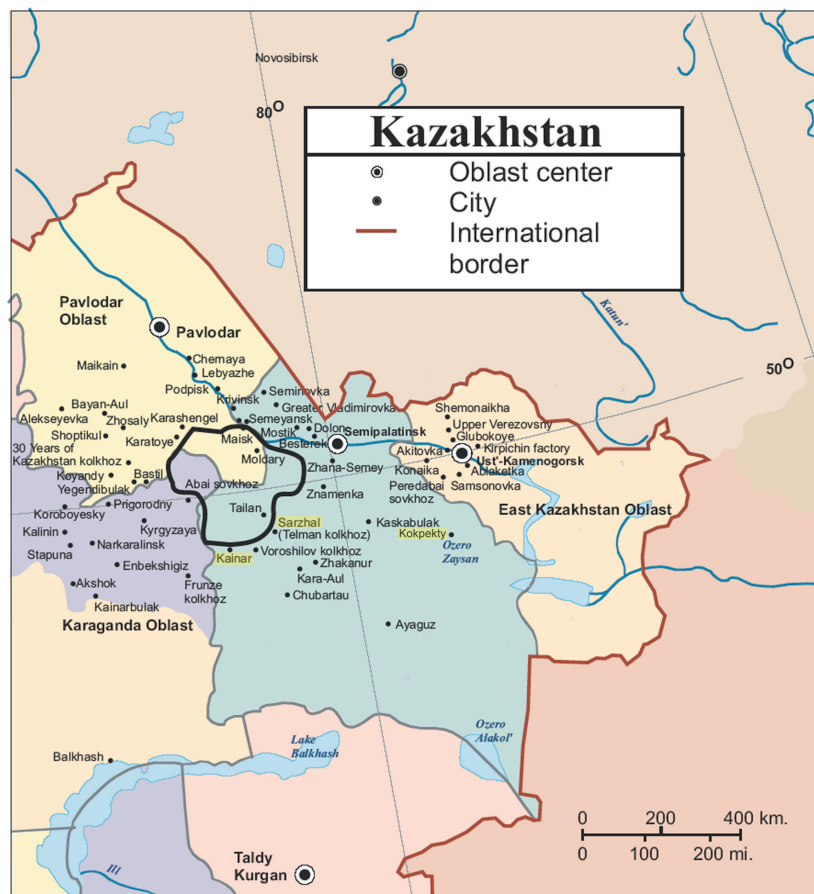 Novosibirsk
80O
Kazakhstan
Oblast center
City
International
border
Katun'
50O
Pavlodar
Oblast
Pavlodar
Chernaya
Maikain
Lebyazhe
Podpisk
Seminovka
Bayan-Aul
Krivinsk
Greater Vladimirovka
Shemonaikha
Alekseyevka
Zhosaly
Karashengel
Semeyansk
Upper Verezovsny
Shoptikul
Karatoye
Maisk
Mostik
Dolon
Semipalatinsk
Glubokoye
30 Years of
Kazakhstan kolkhoz
Besterek
Akitovka
Kirpichin factory
Ust'-Kamenogorsk
Moldary
Zhana-Semey
Konaika
Ablaketka
Koyandy
Bastil
Yegendibulak
Abai sovkhoz
Znamenka
Peredabai
sovkhoz
Samsonovka
Prigorodny
Koroboyesky
Tailan
East Kazakhstan Oblast
Kalinin
Kyrgyzaya
Sarzhal
(Telman kolkhoz)
Kaskabulak
Kokpekty
Ozero
Zaysan
Stapuna
Narkaralinsk
Kainar
Voroshilov kolkhoz
Enbekshigiz
Zhakanur
Akshok
Frunze
kolkhoz
Kara-Aul
Kainarbulak
Chubartau
Karaganda Oblast
Ayaguz
Balkhash
Lake
Balkhash
Ozero
Alakol'
0 200 400 km.
0 100 200 mi.
Taldy
Kurgan
Ill